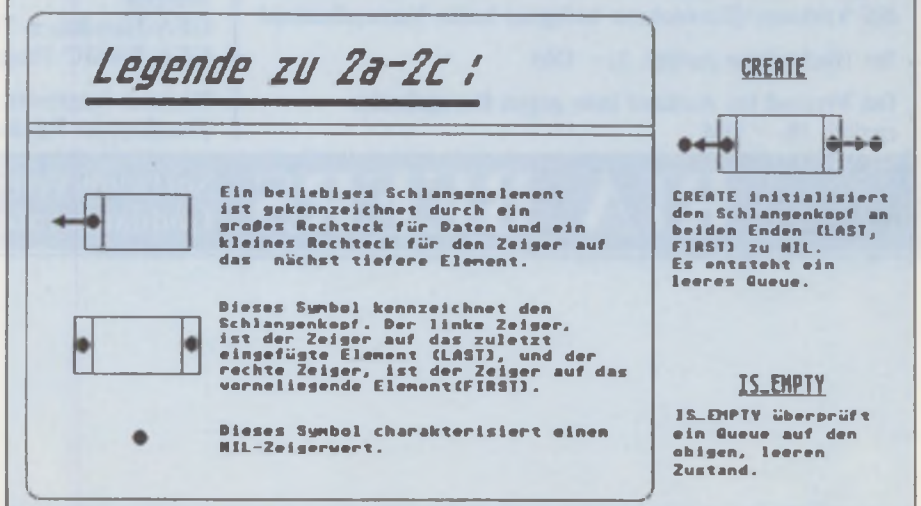 Legende zu 2a-2c :
Ein beliebiges Schlangenelement
ist gekennzeichnet durch ein
großes Rechteck für Daten und ein
kleines Rechteck für den Zeiger auf
das nächst tiefere Element.
Dieses Symbol kennzeichnet den
Schlangenkopf. Der linke Zeiger,
ist der Zeiger auf das zuletzt
eingefügte Element (LAST), und der
rechte Zeiger, ist der Zeiger auf das
vorneliegende Element(FIRST).
Dieses Symbol charakterisiert einen
NIL-Zeigerwert.
CREATE
CREATE initialisiert
den Schlangenkopf an
beiden Enden (LAST,
FIRST) zu NIL.
Es entsteht ein
leeres Queue.
IS_EMPTY
IS_EMPTY überprüft
ein Queue auf den
obigen, leeren
Zustand.